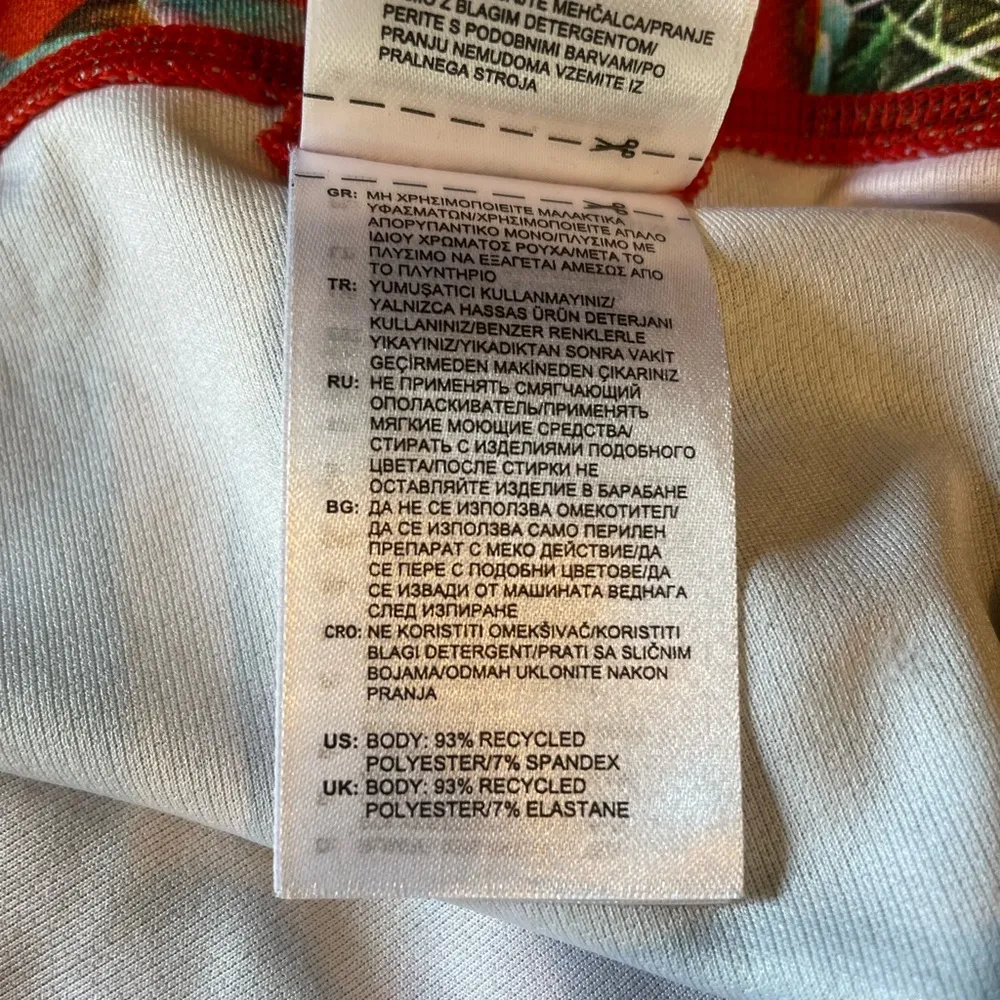 MEHČALCA/PRANJE
Z BLAGIM DETERGENTOM/
PERITE S PODOBNIMI BARVAMI/PO
PRANJU NEMUDOMA VZEMITE IZ
PRALNEGA STROJA
GR: ΜΗ ΧΡΗΣΙΜΟΠΟΙΕΙΤΕ ΜΑΛΑΚΤΙΚΑ
ΥΦΑΣΜΑΤΩΝ/ΧΡΗΣΙΜΟΠΟΙΕΙΤΕ ΑΠΑΛΟ
ΑΠΟΡΥΠΑΝΤΙΚΟ ΜΟΝΟ/ΠΛΥΣΙΜΟ ΜΕ
ΙΔΙΟΥ ΧΡΩΜΑΤΟΣ ΡΟΥΧΑ/ΜΕΤΑ ΤΟ
ΠΛΥΣΙΜΟ ΝΑ ΕΞΑΓΕΤΑΙ ΑΜΕΣΩΣ ΑΠΟ
ΤΟ ΠΛΥΝΤΗΡΙΟ
TR: YUMUŞATICI KULLANMAYINIZ/
YALNIZCA HASSAS ÜRÜN DETERJANI
KULLANINIZ/BENZER RENKLERLE
YIKAYINIZ/YIKADIKTAN SONRA VAKİT
GEÇİRMEDEN MAKİNEDEN ÇIKARINIZ
RU: НЕ ПРИМЕНЯТЬ СМЯГЧАЮЩИЙ
ОПОЛАСКИВАТЕЛЬ/ПРИМЕНЯТЬ
МЯГКИЕ МОЮЩИЕ СРЕДСТВА/
СТИРАТЬ С ИЗДЕЛИЯМИ ПОДОБНОГО
ЦВЕТА/ПОСЛЕ СТИРКИ НЕ
ОСТАВЛЯЙТЕ ИЗДЕЛИЕ В БАРАБАНЕ
BG: ДА НЕ СЕ ИЗПОЛЗВА ОМЕКОТИТЕЛ/
ДА СЕ ИЗПОЛЗВА САМО ПЕРИЛЕН
ПРЕПАРАТ С МЕКО ДЕЙСТВИЕ/ДА
СЕ ПЕРЕ С ПОДОБНИ ЦВЕТОВЕ/ДА
СЕ ИЗВАДИ ОТ МАШИНАТА ВЕДНАГА
СЛЕД ИЗПИРАНЕ
CRO: NE KORISTITI OMEKŠIVAČ/KORISTITI
BLAGI DETERGENT/PRATI SA SLIČNIM
BOJAMA/ODMAH UKLONITE NAKON
PRANJA
US: BODY: 93% RECYCLED
POLYESTER/7% SPANDEX
UK: BODY: 93% RECYCLED
POLYESTER/7% ELASTANE